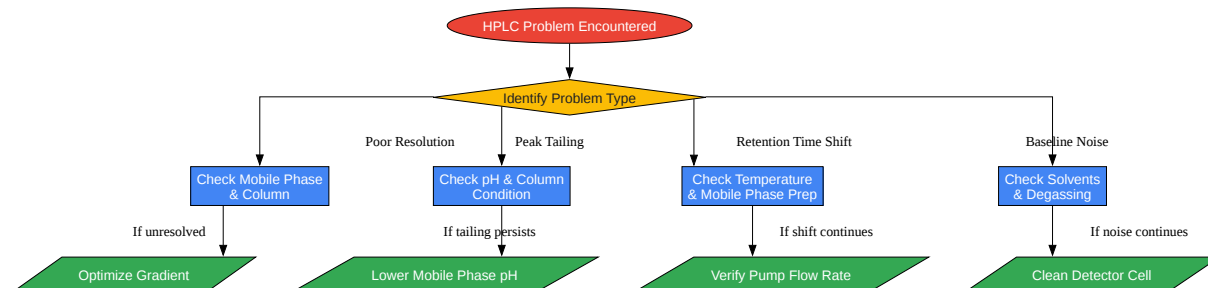 HPLC Problem Encountered
Identify Problem Type
Poor Resolution
Peak Tailing
Retention Time Shift
Baseline Noise
Check Mobile Phase
& Column
Check pH & Column
Condition
Check Temperature
& Mobile Phase Prep
Check Solvents
& Degassing
If unresolved
If tailing persists
If shift continues
If noise continues
Optimize Gradient
Lower Mobile Phase pH
Verify Pump Flow Rate
Clean Detector Cell